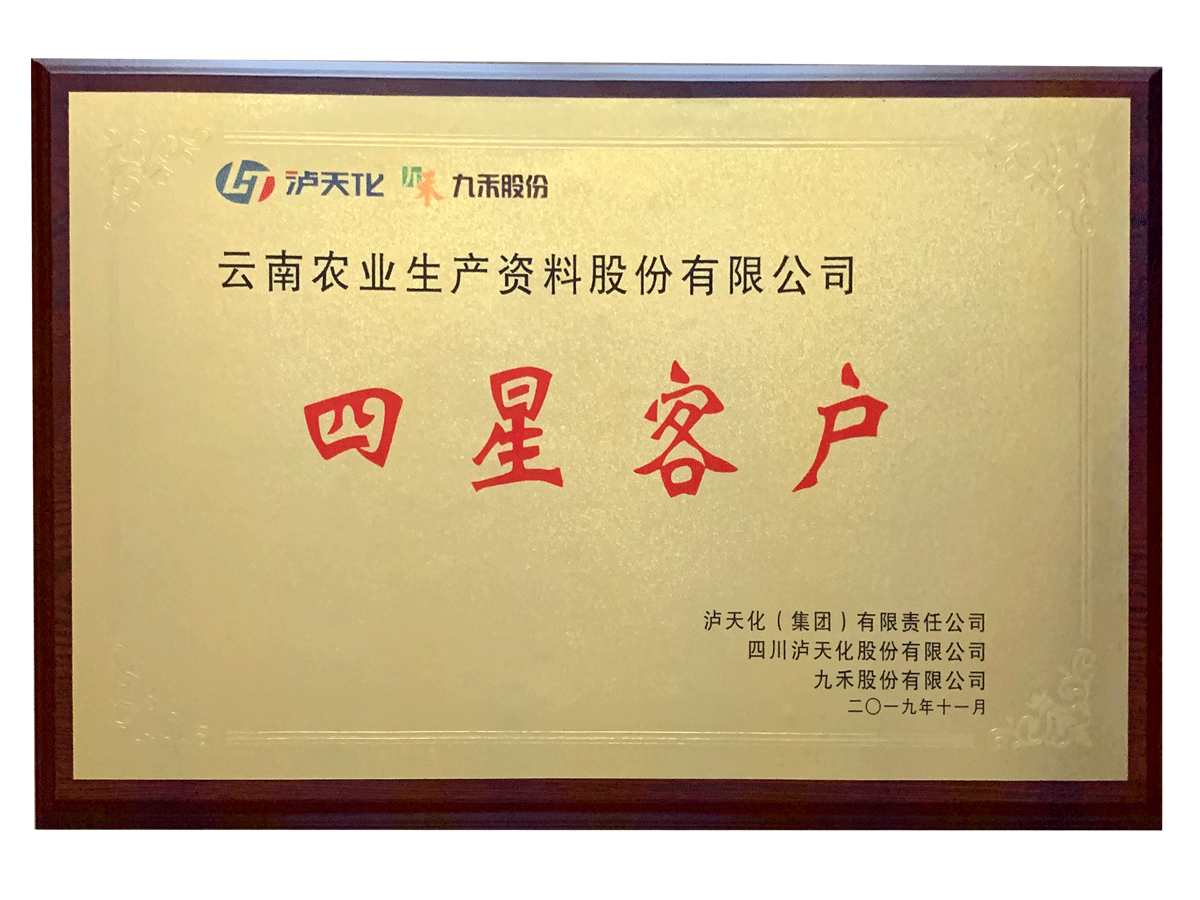 泸天化 九禾股份
云南农业生产资料股份有限公司
四星客户
泸天化（集团）有限责任公司
四川泸天化股份有限公司
九禾股份有限公司
二〇一九年十一月